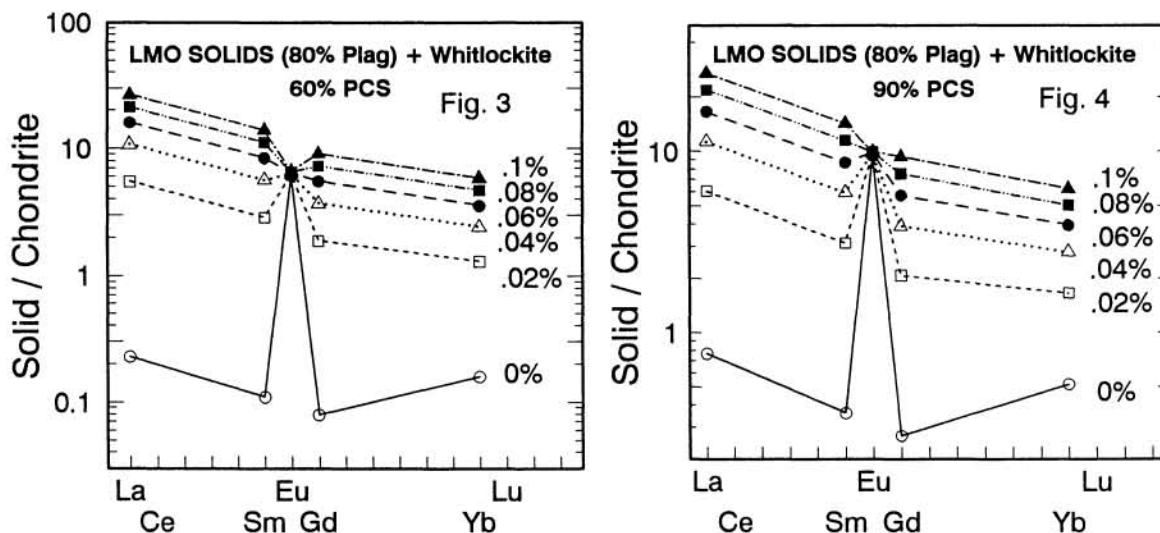 100
10
1
0.1
Solid / Chondrite
LMO SOLIDS (80% Plag) + Whitlockite
60% PCS
Fig. 3
.1%
.08%
.06%
.04%
.02%
0%
La Eu Lu
Ce Sm Gd Yb
10
1
Solid / Chondrite
LMO SOLIDS (80% Plag) + Whitlockite
90% PCS
Fig. 4
.1%
.08%
.06%
.04%
.02%
0%
La Eu Lu
Ce Sm Gd Yb